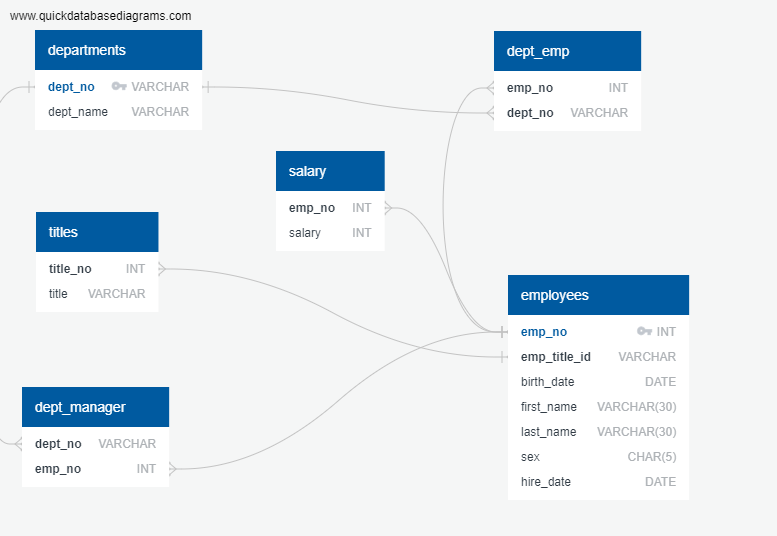 www.quickdatabasediagrams.com
departments
dept_no VARCHAR
dept_name VARCHAR
dept_emp
emp_no INT
dept_no VARCHAR
salary
emp_no INT
salary INT
titles
title_no INT
title VARCHAR
employees
emp_no INT
emp_title_id VARCHAR
birth_date DATE
first_name VARCHAR(30)
last_name VARCHAR(30)
sex CHAR(5)
hire_date DATE
dept_manager
dept_no VARCHAR
emp_no INT